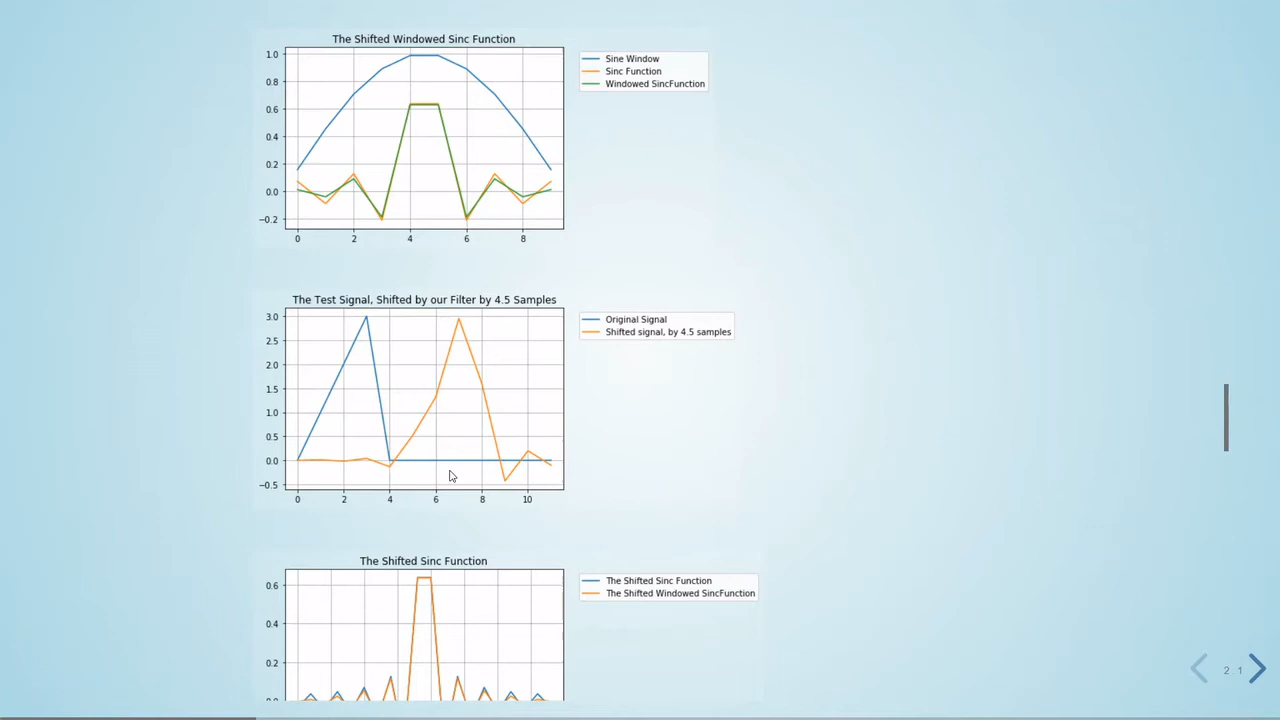 The Shifted Windowed Sinc Function
1.0
0.8
0.6
0.4
0.2
0.0
−0.2
0 2 4 6 8
Sine Window
Sinc Function
Windowed SincFunction
The Test Signal, Shifted by our Filter by 4.5 Samples
3.0
2.5
2.0
1.5
1.0
0.5
0.0
−0.5
0 2 4 6 8 10
Original Signal
Shifted signal, by 4.5 samples
The Shifted Sinc Function
0.6
0.4
0.2
0.0
The Shifted Sinc Function
The Shifted Windowed SincFunction
2.1